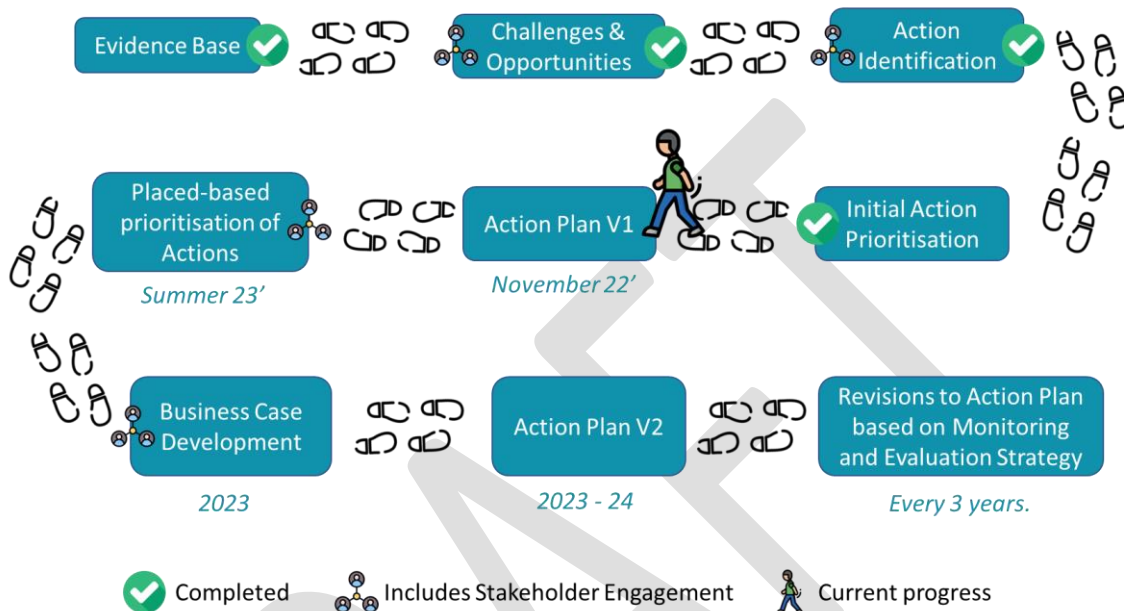 Evidence Base
Challenges &
Opportunities
Action
Identification
Placed-based
prioritisation of
Actions
Summer 23’
Action Plan V1
November 22’
Initial Action
Prioritisation
Business Case
Development
2023
Action Plan V2
2023 - 24
Revisions to Action Plan
based on Monitoring
and Evaluation Strategy
Every 3 years.
Completed
Includes Stakeholder Engagement
Current progress